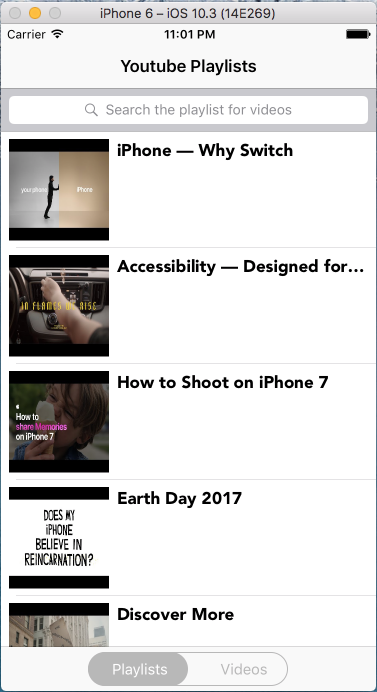 iPhone 6 – iOS 10.3 (14E269)
Carrier 11:01 PM
Youtube Playlists
Search the playlist for videos
iPhone — Why Switch
your phone iPhone
Accessibility — Designed for...
IN FLAMES WE RISE
How to Shoot on iPhone 7
How to
share Memories
on iPhone 7
Earth Day 2017
DOES MY
iPHONE
BELIEVE IN
REINCARNATION?
Discover More
Playlists Videos